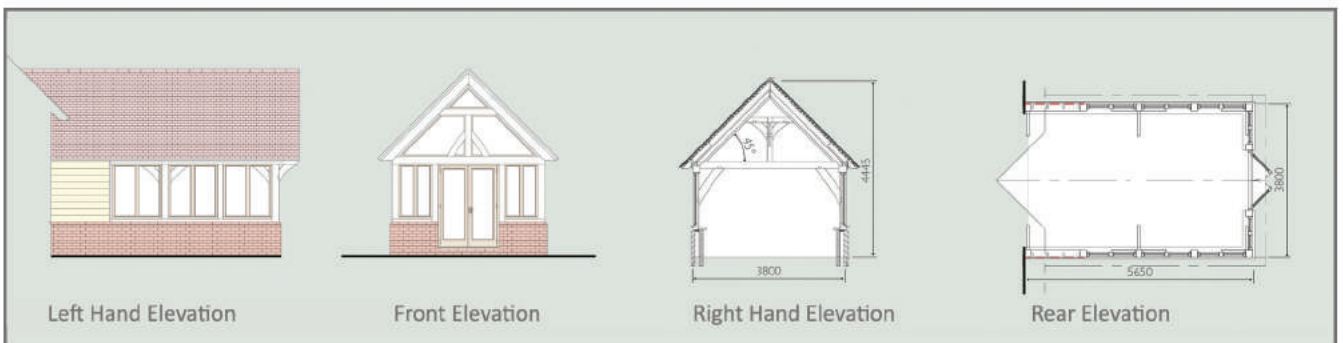 45°
4445
3800
3800
5650
Left Hand Elevation
Front Elevation
Right Hand Elevation
Rear Elevation